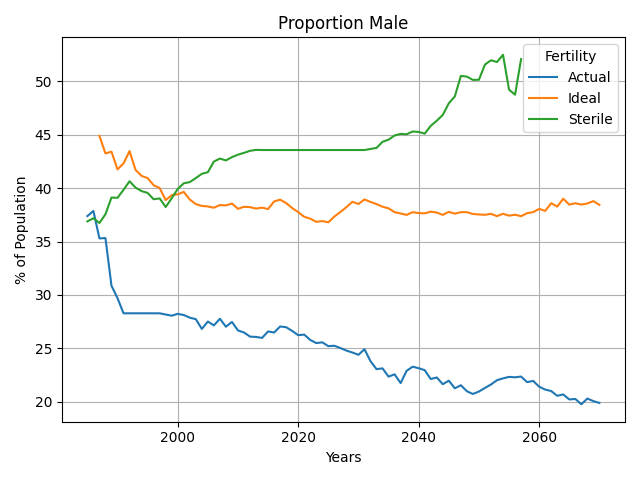 Proportion Male
Fertility
Actual
Ideal
Sterile
% of Population
50
45
40
35
30
25
20
2000
2020
2040
2060
Years